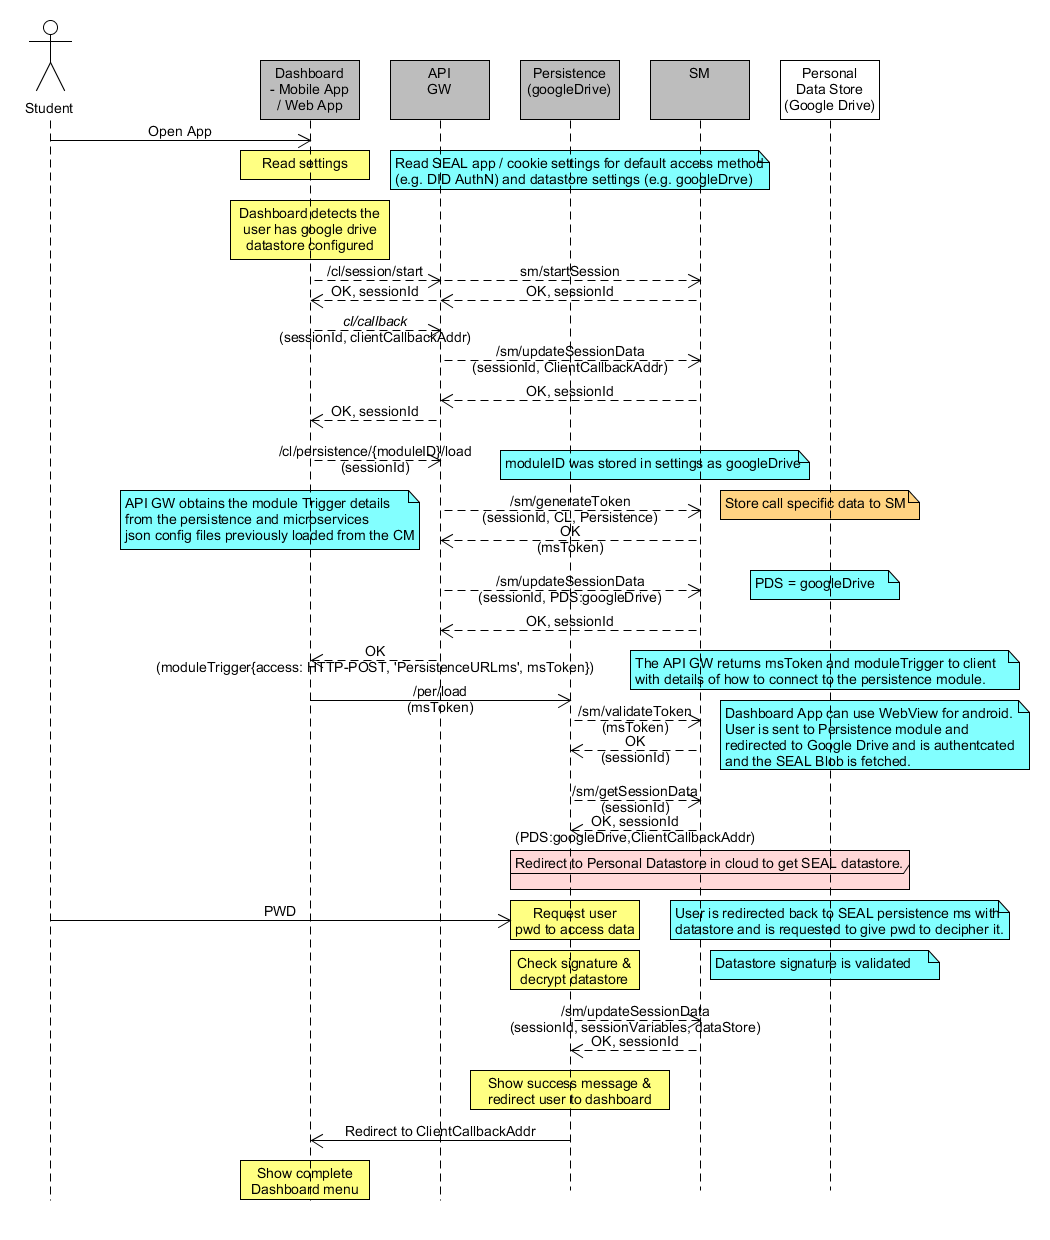 Student
Dashboard
- Mobile App
/ Web App
API
GW
Persistence
(googleDrive)
SM
Personal
Data Store
(Google Drive)
Open App
Read settings
Read SEAL app / cookie settings for default access method
(e.g. DID AuthN) and datastore settings (e.g. googleDrve)
Dashboard detects the
user has google drive
datastore configured
/cl/session/start
sm/startSession
OK, sessionId
OK, sessionId
cl/callback
(sessionId, clientCallbackAddr)
/sm/updateSessionData
(sessionId, ClientCallbackAddr)
OK, sessionId
OK, sessionId
/cl/persistence/{moduleID}/load
(sessionId)
moduleID was stored in settings as googleDrive
API GW obtains the module Trigger details
from the persistence and microservices
json config files previously loaded from the CM
/sm/generateToken
(sessionId, CL, Persistence)
Store call specific data to SM
OK
(msToken)
/sm/updateSessionData
(sessionId, PDS:googleDrive)
PDS = googleDrive
OK, sessionId
OK
(moduleTrigger{access: HTTP-POST, 'PersistenceURLms', msToken})
The API GW returns msToken and moduleTrigger to client
with details of how to connect to the persistence module.
/per/load
(msToken)
/sm/validateToken
(msToken)
Dashboard App can use WebView for android.
User is sent to Persistence module and
redirected to Google Drive and is authentcated
and the SEAL Blob is fetched.
OK
(sessionId)
/sm/getSessionData
(sessionId)
OK, sessionId
(PDS:googleDrive,ClientCallbackAddr)
Redirect to Personal Datastore in cloud to get SEAL datastore.
PWD
Request user
pwd to access data
User is redirected back to SEAL persistence ms with
datastore and is requested to give pwd to decipher it.
Check signature &
decrypt datastore
Datastore signature is validated
/sm/updateSessionData
(sessionId, sessionVariables, dataStore)
OK, sessionId
Show success message &
redirect user to dashboard
Redirect to ClientCallbackAddr
Show complete
Dashboard menu